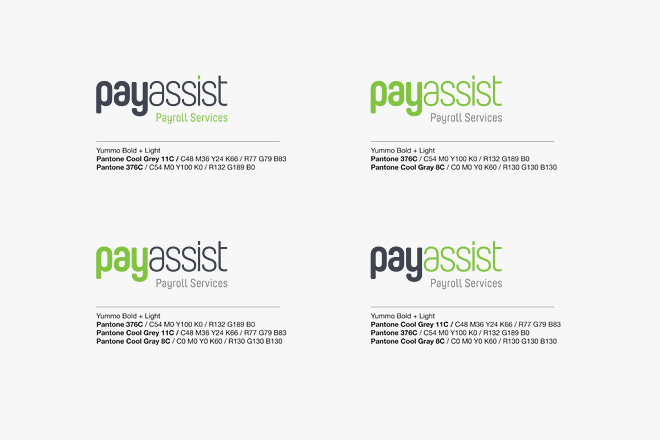 payassist
Payroll Services
Yummo Bold + Light
Pantone Cool Grey 11C / C48 M36 Y24 K66 / R77 G79 B83
Pantone 376C / C54 M0 Y100 K0 / R132 G189 B0
payassist
Payroll Services
Yummo Bold + Light
Pantone 376C / C54 M0 Y100 K0 / R132 G189 B0
Pantone Cool Gray 8C / C0 M0 Y0 K60 / R130 G130 B130
payassist
Payroll Services
Yummo Bold + Light
Pantone 376C / C54 M0 Y100 K0 / R132 G189 B0
Pantone Cool Grey 11C / C48 M36 Y24 K66 / R77 G79 B83
Pantone Cool Gray 8C / C0 M0 Y0 K60 / R130 G130 B130
payassist
Payroll Services
Yummo Bold + Light
Pantone Cool Grey 11C / C48 M36 Y24 K66 / R77 G79 B83
Pantone 376C / C54 M0 Y100 K0 / R132 G189 B0
Pantone Cool Gray 8C / C0 M0 Y0 K60 / R130 G130 B130